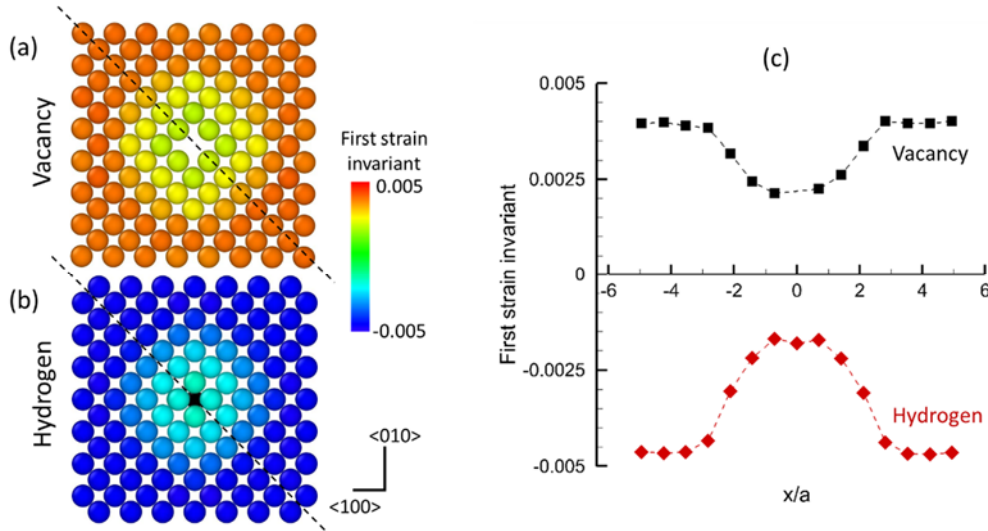 (a)
Vacancy
First strain
invariant
0.005
-0.005
(b)
Hydrogen
<010>
<100>
(c)
0.005
0.0025
0
-0.0025
-0.005
-6
-4
-2
0
2
4
6
First strain invariant
x/a
Vacancy
Hydrogen